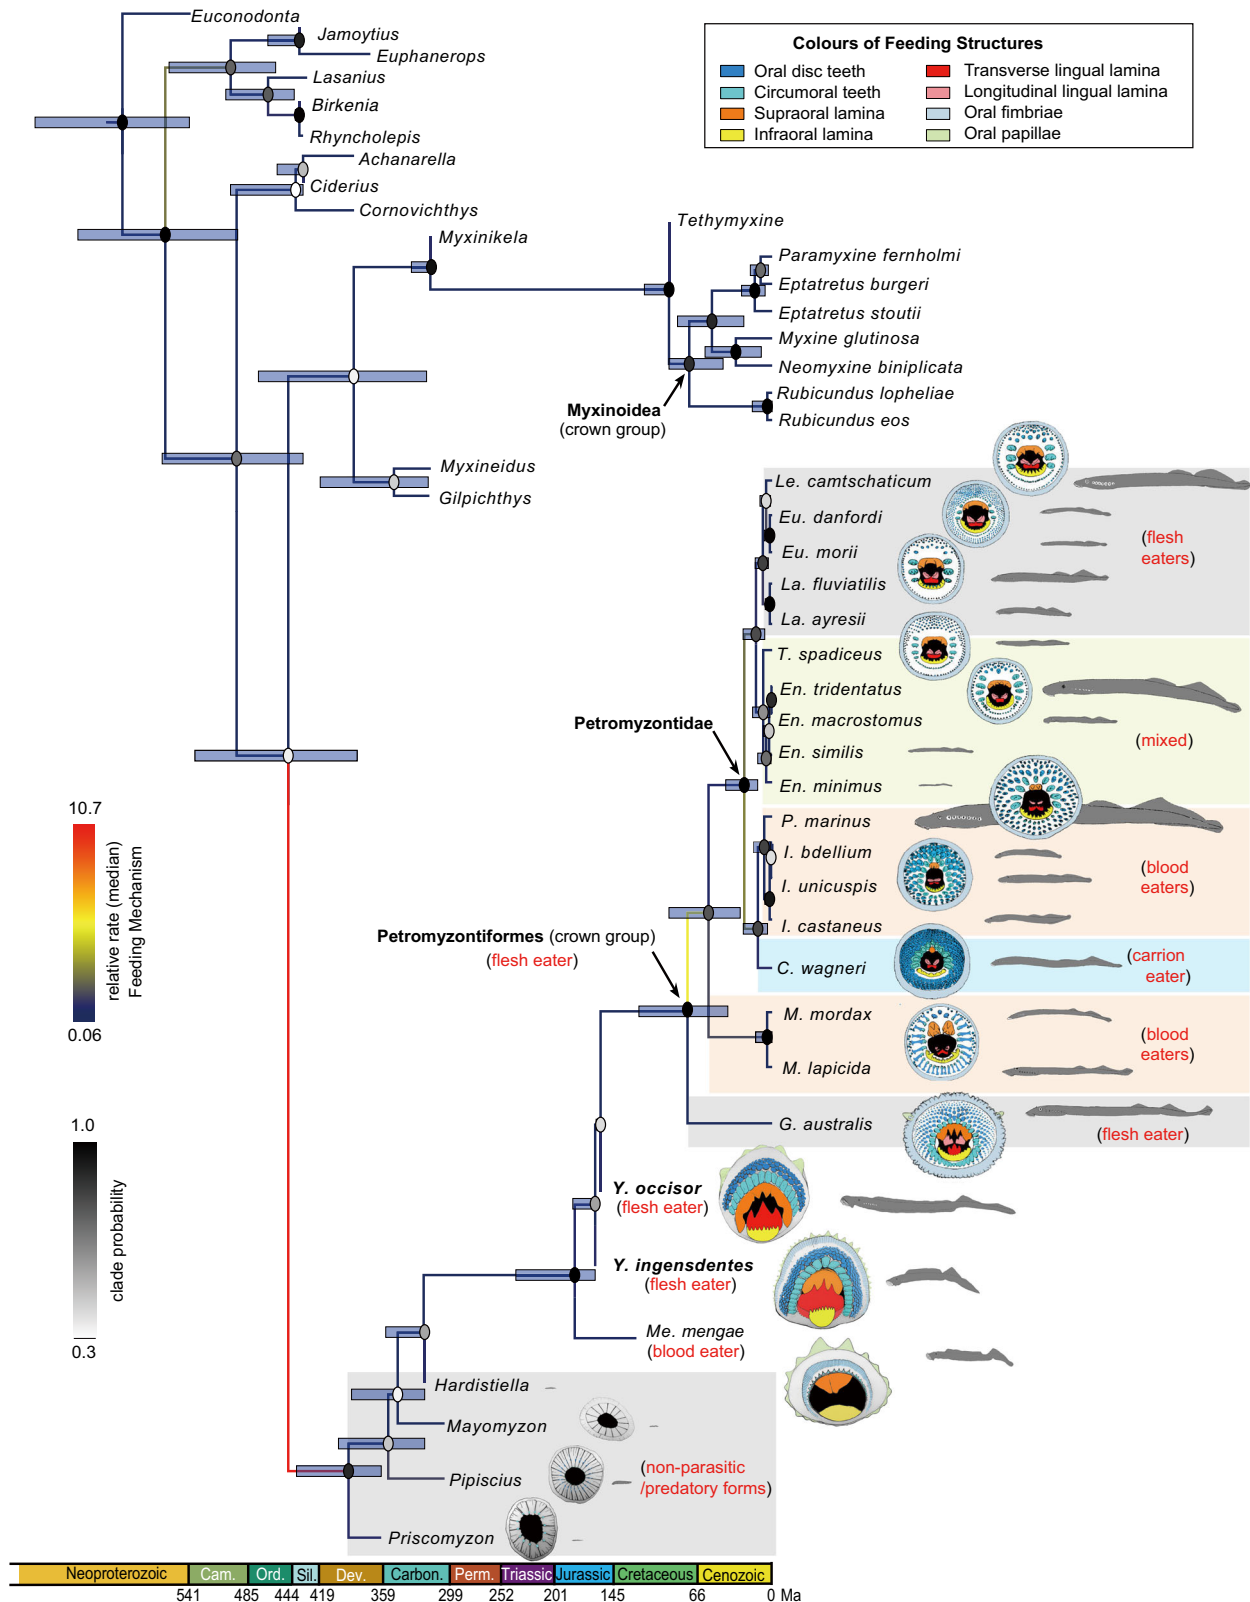 Euconodonta
Jamoytius
Euphanerops
Lasanius
Birkenia
Rhyncholepis
Achanarella
Ciderius
Cornovichthys
Colours of Feeding Structures
Oral disc teeth
Circumoral teeth
Supraoral lamina
Infraoral lamina
Transverse lingual lamina
Longitudinal lingual lamina
Oral fimbriae
Oral papillae
Tethymyxine
Myxinikela
Paramyxine fernholmi
Eptatretus burgeri
Eptatretus stoutii
Myxine glutinosa
Neomyxine biniplicata
Rubicundus lopheliae
Rubicundus eos
Myxinoidea
(crown group)
Myxineidus
Gilpichthys
Le. camtschaticum
Eu. danfordi
Eu. morii
La. fluviatilis
La. ayresii
(flesh
eaters)
T. spadiceus
En. tridentatus
En. macrostomus
En. similis
En. minimus
(mixed)
Petromyzontidae
P. marinus
I. bdellium
I. unicuspis
I. castaneus
(blood
eaters)
C. wagneri
(carrion
eater)
Petromyzontiformes (crown group)
(flesh eater)
M. mordax
M. lapicida
(blood
eaters)
G. australis
(flesh eater)
10.7
relative rate (median)
Feeding Mechanism
0.06
1.0
clade probability
0.3
Y. occisor
(flesh eater)
Y. ingensdentes
(flesh eater)
Me. mengae
(blood eater)
Hardistiella
Mayomyzon
Pipiscius
Priscomyzon
(non-parasitic
/predatory forms)
Neoproterozoic Cam. Ord. Sil. Dev. Carbon. Perm. Triassic Jurassic Cretaceous Cenozoic
541 485 444 419 359 299 252 201 145 66 0 Ma